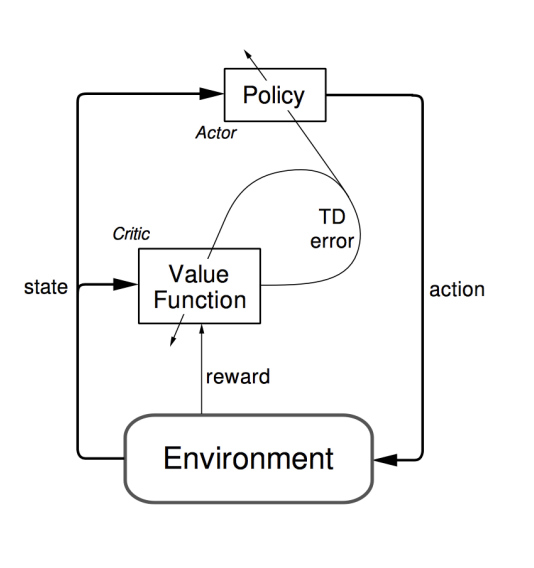 Policy
Actor
TD
error
Critic
Value
Function
state
action
reward
Environment